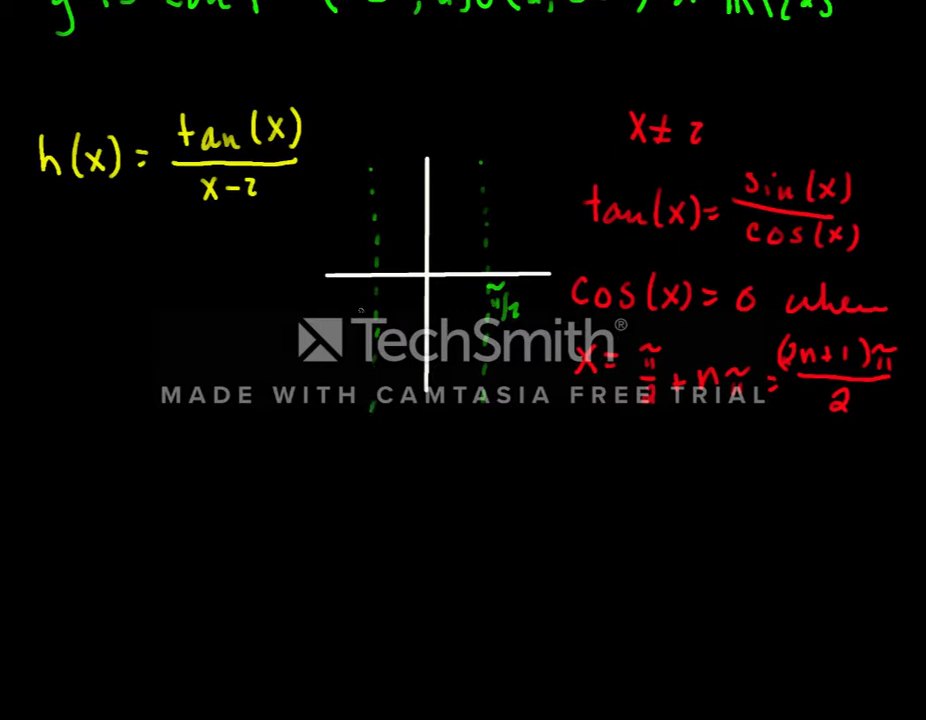 h(x) = tan(x) / x-2
x ≠ 2
tan(x) = sin(x) / cos(x)
π/2
cos(x) = 0 when
x = π/2 + nπ = (2n+1)π / 2
TechSmith®
MADE WITH CAMTASIA FREE TRIAL